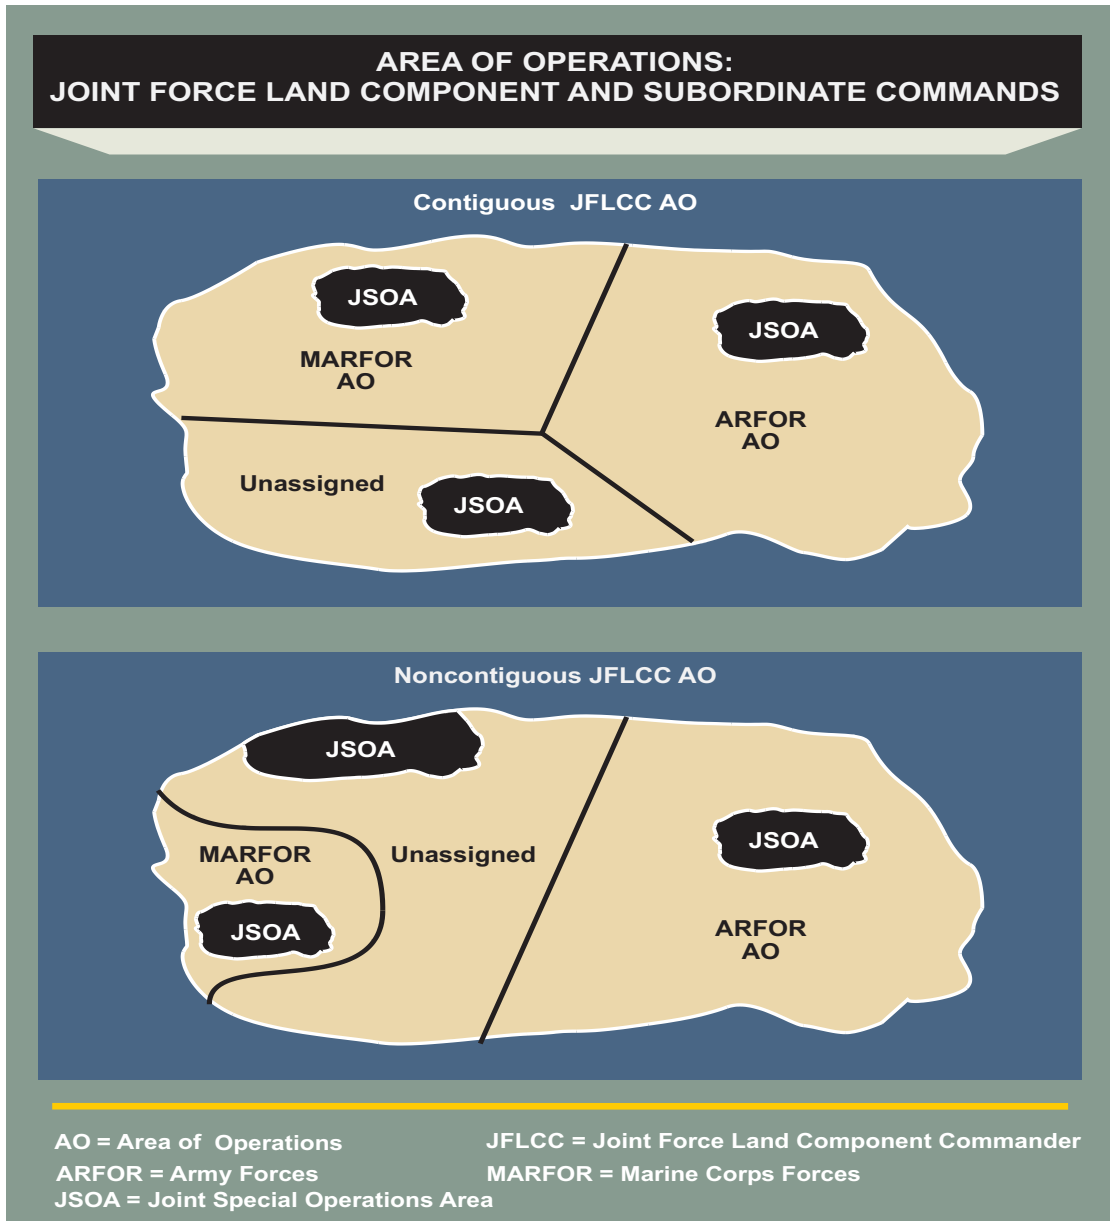 AREA OF OPERATIONS:
JOINT FORCE LAND COMPONENT AND SUBORDINATE COMMANDS
Contiguous JFLCC AO
JSOA
JSOA
MARFOR
AO
ARFOR
AO
Unassigned
JSOA
Noncontiguous JFLCC AO
JSOA
JSOA
MARFOR
AO
Unassigned
JSOA
ARFOR
AO
AO = Area of Operations
JFLCC = Joint Force Land Component Commander
ARFOR = Army Forces
MARFOR = Marine Corps Forces
JSOA = Joint Special Operations Area